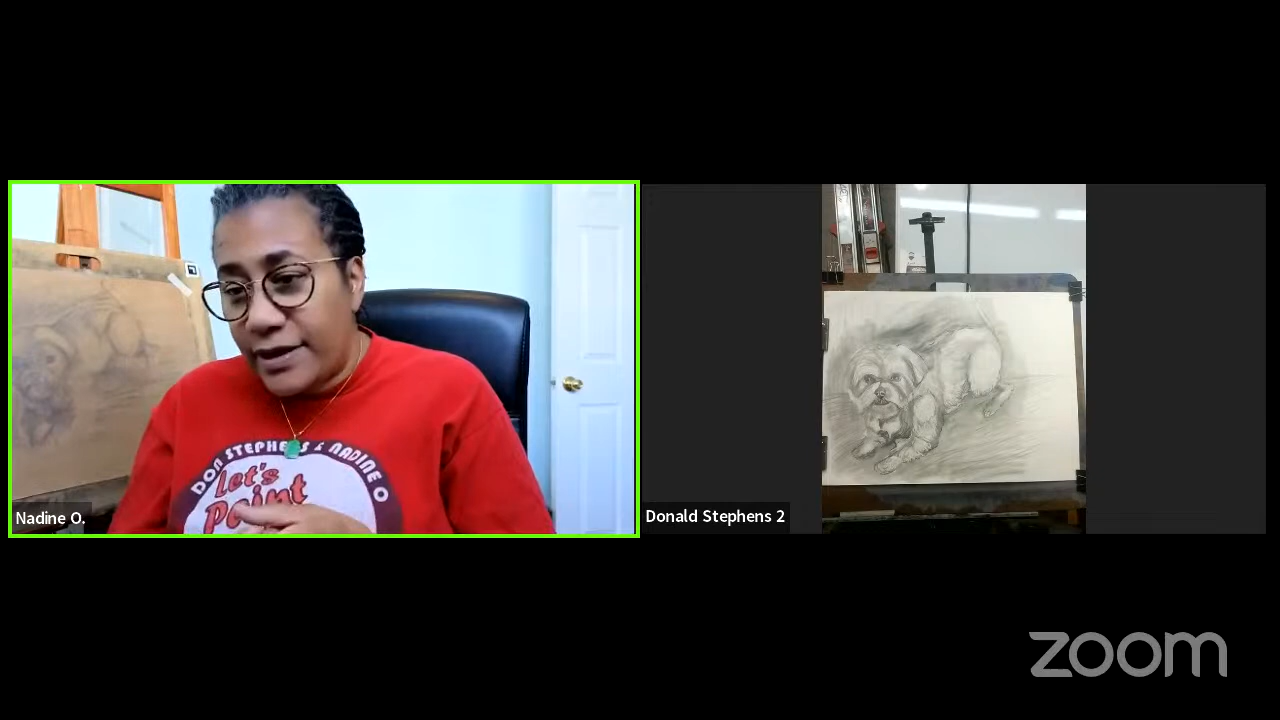 DON STEPHENS & NADINE O
Let's
Paint
Nadine O.
Donald Stephens 2
zoom